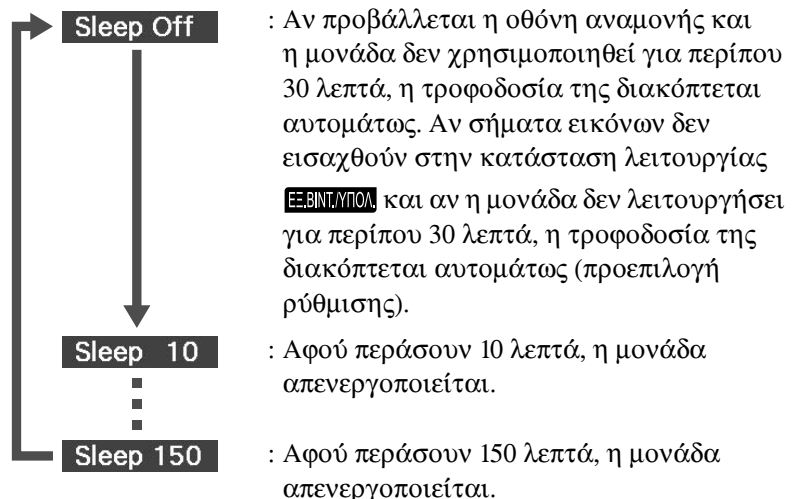 Sleep Off : Αν προβάλλεται η οθόνη αναμονής και
η μονάδα δεν χρησιμοποιηθεί για περίπου
30 λεπτά, η τροφοδοσία της διακόπτεται
αυτομάτως. Αν σήματα εικόνων δεν
εισαχθούν στην κατάσταση λειτουργίας
ΕΞ.ΒΙΝΤ./ΥΠΟΛ. και αν η μονάδα δεν λειτουργήσει
για περίπου 30 λεπτά, η τροφοδοσία της
διακόπτεται αυτομάτως (προεπιλογή
ρύθμισης).
Sleep 10 : Αφού περάσουν 10 λεπτά, η μονάδα
απενεργοποιείται.
Sleep 150 : Αφού περάσουν 150 λεπτά, η μονάδα
απενεργοποιείται.